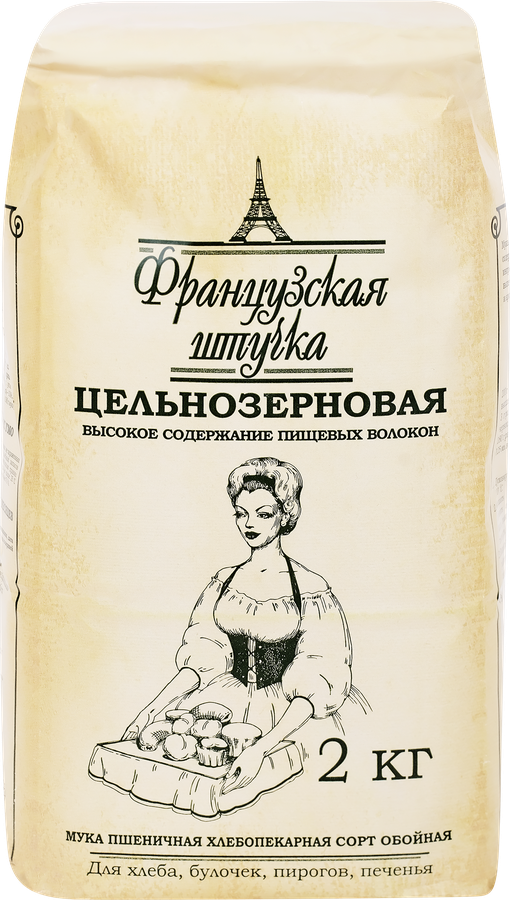 Французская
штучка
ЦЕЛЬНОЗЕРНОВАЯ
ВЫСОКОЕ СОДЕРЖАНИЕ ПИЩЕВЫХ ВОЛОКОН
2 КГ
МУКА ПШЕНИЧНАЯ ХЛЕБОПЕКАРНАЯ СОРТ ОБОЙНАЯ
Для хлеба, булочек, пирогов, печенья